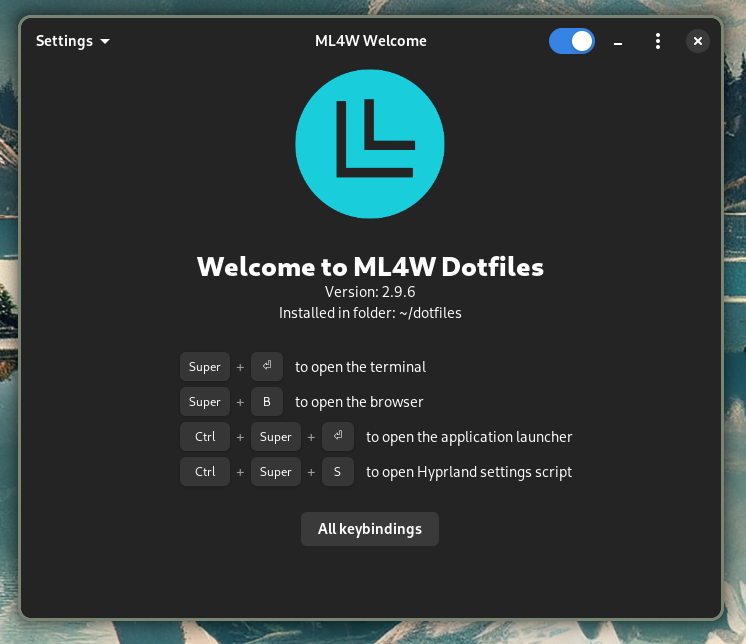 Settings
ML4W Welcome
Welcome to ML4W Dotfiles
Version: 2.9.6
Installed in folder: ~/dotfiles
Super + ⏎ to open the terminal
Super + B to open the browser
Ctrl + Super + ⏎ to open the application launcher
Ctrl + Super + S to open Hyprland settings script
All keybindings